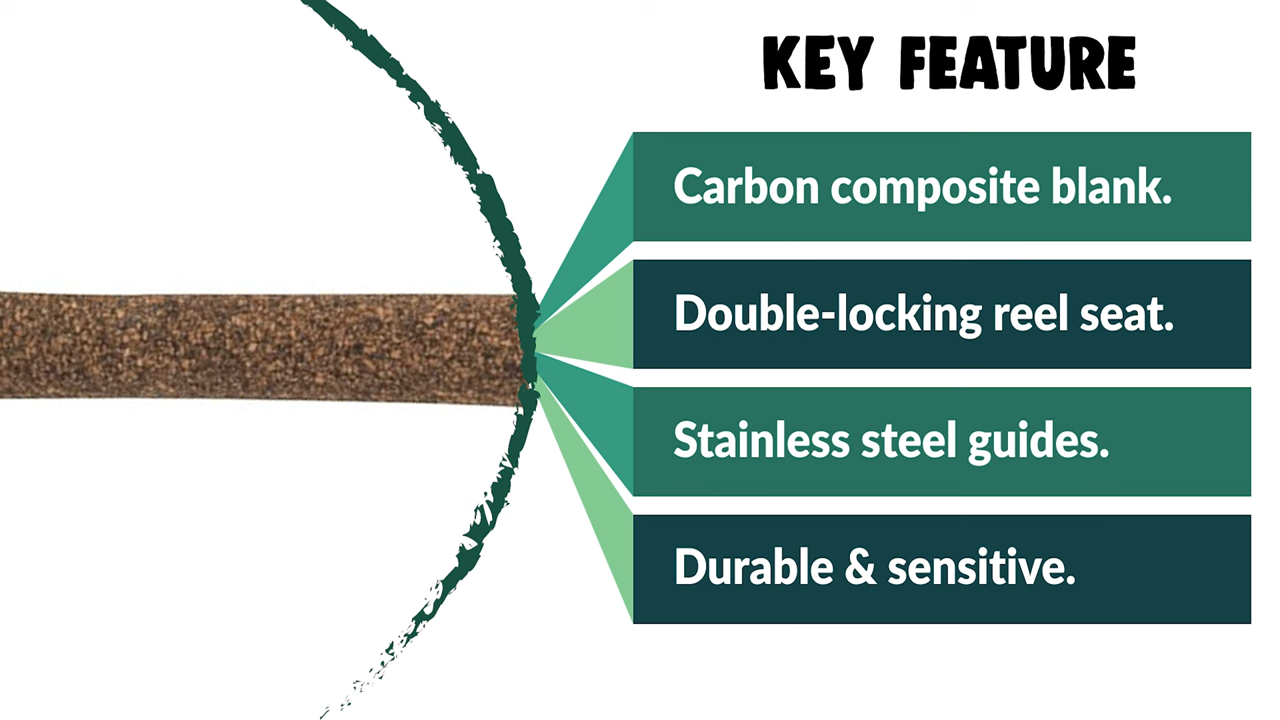 KEY FEATURE
Carbon composite blank.
Double-locking reel seat.
Stainless steel guides.
Durable & sensitive.